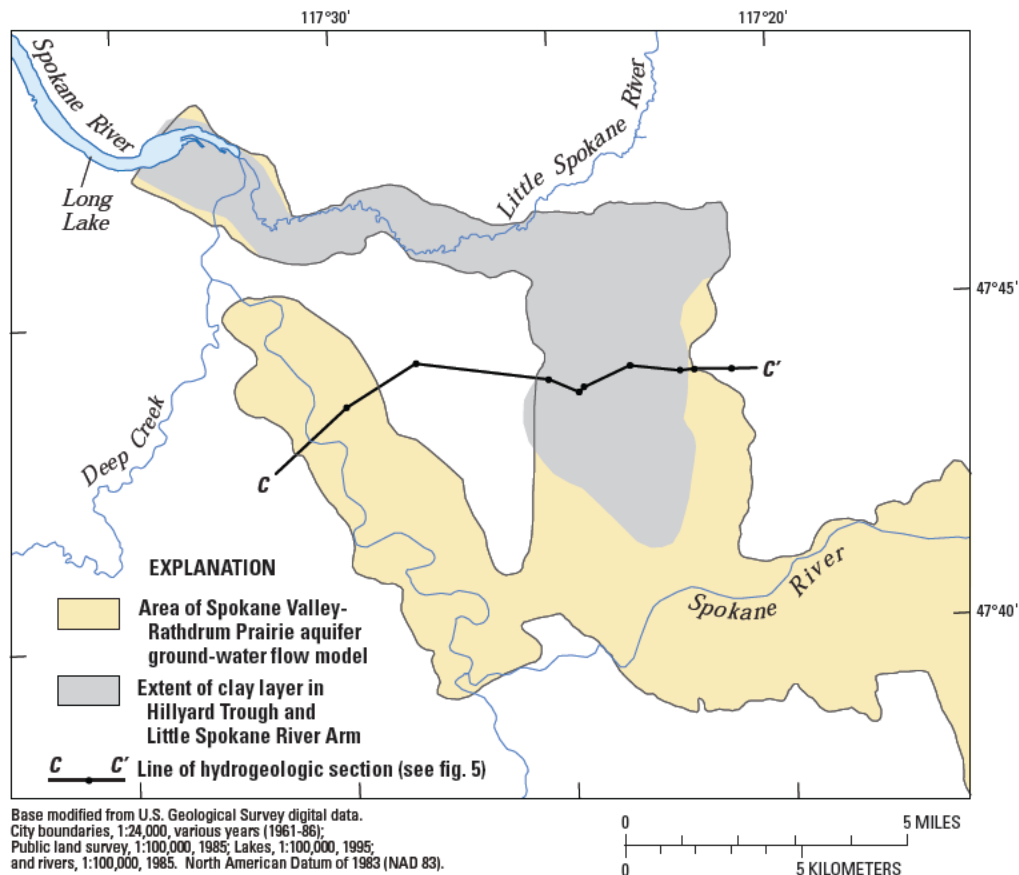 117°30'
117°20'
Spokane River
Long
Lake
Little Spokane River
47°45'
C'
C
Deep Creek
Spokane River
47°40'
EXPLANATION
Area of Spokane Valley-
Rathdrum Prairie aquifer
ground-water flow model
Extent of clay layer in
Hillyard Trough and
Little Spokane River Arm
C C' Line of hydrogeologic section (see fig. 5)
Base modified from U.S. Geological Survey digital data.
City boundaries, 1:24,000, various years (1961-86);
Public land survey, 1:100,000, 1985; Lakes, 1:100,000, 1995;
and rivers, 1:100,000, 1985. North American Datum of 1983 (NAD 83).
0 5 MILES
0 5 KILOMETERS